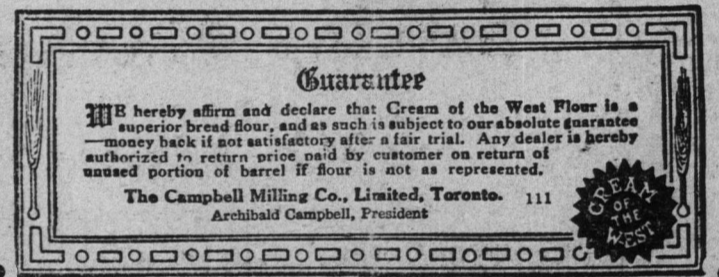 Guarantee
WE hereby affirm and declare that Cream of the West Flour is a
superior bread flour, and as such is subject to our absolute guarantee
—money back if not satisfactory after a fair trial. Any dealer is hereby
authorized to return price paid by customer on return of
unused portion of barrel if flour is not as represented.
The Campbell Milling Co., Limited, Toronto. 111
Archibald Campbell, President
CREAM
OF
THE
WEST